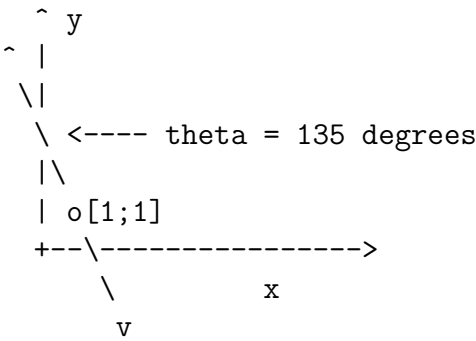 ^ y
^ |
\|
\ <---- theta = 135 degrees
|\
| o[1;1]
+--\---------------->
\ x
v